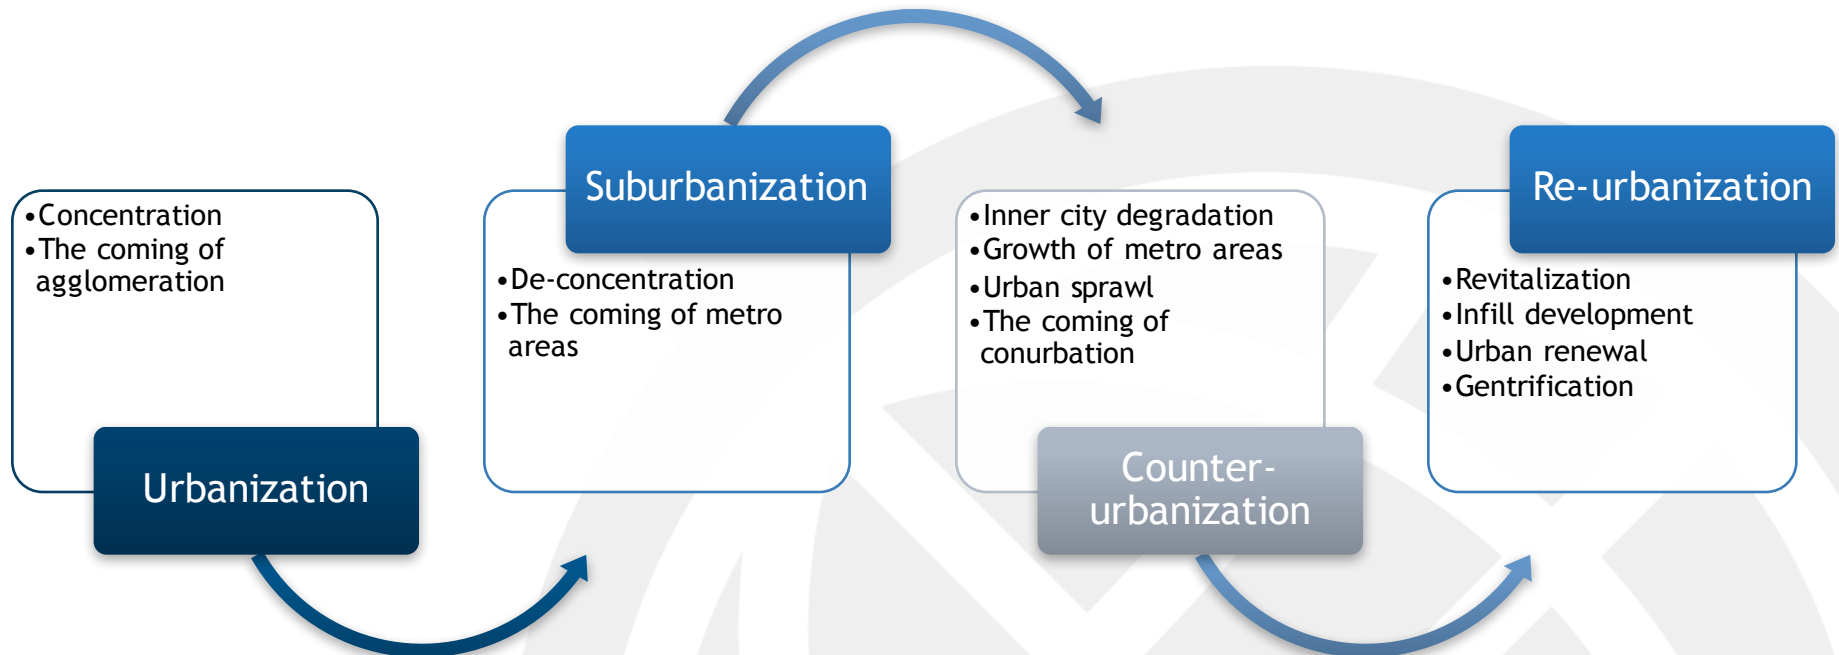 •Concentration
•The coming of
agglomeration
Urbanization
Suburbanization
•De-concentration
•The coming of metro
areas
•Inner city degradation
•Growth of metro areas
•Urban sprawl
•The coming of
conurbation
Counter-
urbanization
Re-urbanization
•Revitalization
•Infill development
•Urban renewal
•Gentrification